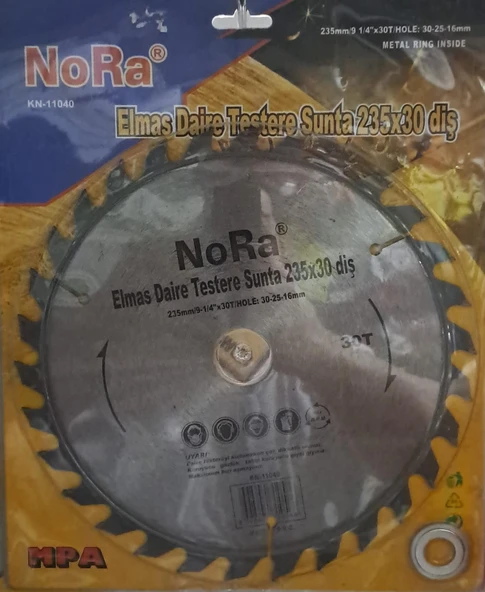 235mm/9 1/4"x30T/HOLE: 30-25-16mm
METAL RING INSIDE
NoRa®
KN-11040
Elmas Daire Testere Sunta 235x30 diş
NoRa®
Elmas Daire Testere Sunta 235x30 diş
235mm/9-1/4"x30T/HOLE: 30-25-16mm
30T
KN-11040
MPA